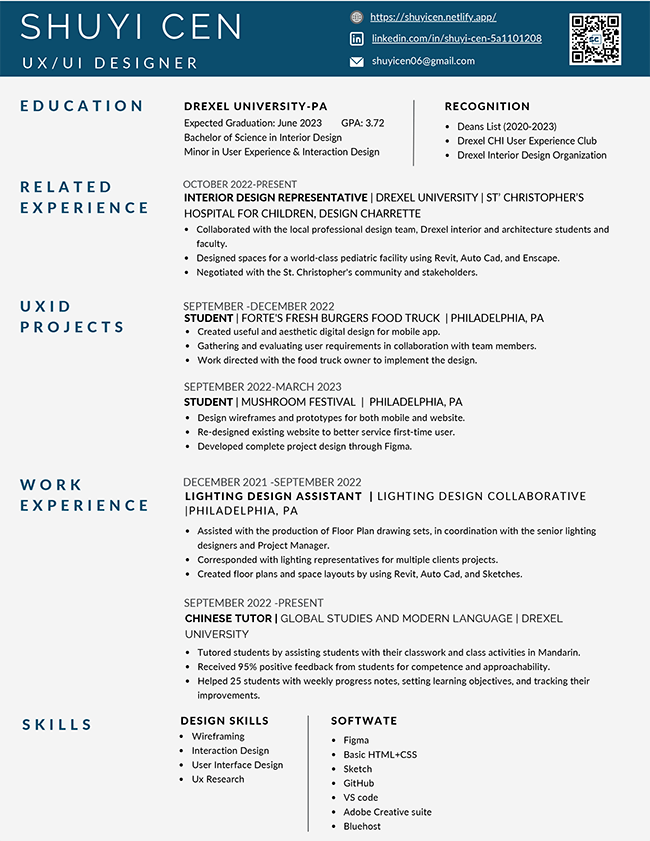 SHUYI CEN
UX/UI DESIGNER
https://shuyicen.netlify.app/
linkedin.com/in/shuyi-cen-5a1101208
shuyicen06@gmail.com
SC
EDUCATION
DREXEL UNIVERSITY-PA
Expected Graduation: June 2023 GPA: 3.72
Bachelor of Science in Interior Design
Minor in User Experience & Interaction Design
RECOGNITION
• Deans List (2020-2023)
• Drexel CHI User Experience Club
• Drexel Interior Design Organization
RELATED
EXPERIENCE
OCTOBER 2022-PRESENT
INTERIOR DESIGN REPRESENTATIVE | DREXEL UNIVERSITY | ST' CHRISTOPHER'S
HOSPITAL FOR CHILDREN, DESIGN CHARRETTE
• Collaborated with the local professional design team, Drexel interior and architecture students and
faculty.
• Designed spaces for a world-class pediatric facility using Revit, Auto Cad, and Enscape.
• Negotiated with the St. Christopher's community and stakeholders.
UXID
PROJECTS
SEPTEMBER -DECEMBER 2022
STUDENT | FORTE'S FRESH BURGERS FOOD TRUCK | PHILADELPHIA, PA
• Created useful and aesthetic digital design for mobile app.
• Gathering and evaluating user requirements in collaboration with team members.
• Work directed with the food truck owner to implement the design.
SEPTEMBER 2022-MARCH 2023
STUDENT | MUSHROOM FESTIVAL | PHILADELPHIA, PA
• Design wireframes and prototypes for both mobile and website.
• Re-designed existing website to better service first-time user.
• Developed complete project design through Figma.
WORK
EXPERIENCE
DECEMBER 2021 -SEPTEMBER 2022
LIGHTING DESIGN ASSISTANT | LIGHTING DESIGN COLLABORATIVE
|PHILADELPHIA, PA
• Assisted with the production of Floor Plan drawing sets, in coordination with the senior lighting
designers and Project Manager.
• Corresponded with lighting representatives for multiple clients projects.
• Created floor plans and space layouts by using Revit, Auto Cad, and Sketches.
SEPTEMBER 2022 -PRESENT
CHINESE TUTOR | GLOBAL STUDIES AND MODERN LANGUAGE | DREXEL
UNIVERSITY
• Tutored students by assisting students with their classwork and class activities in Mandarin.
• Received 95% positive feedback from students for competence and approachability.
• Helped 25 students with weekly progress notes, setting learning objectives, and tracking their
improvements.
SKILLS
DESIGN SKILLS
• Wireframing
• Interaction Design
• User Interface Design
• Ux Research
SOFTWATE
• Figma
• Basic HTML+CSS
• Sketch
• GitHub
• VS code
• Adobe Creative suite
• Bluehost